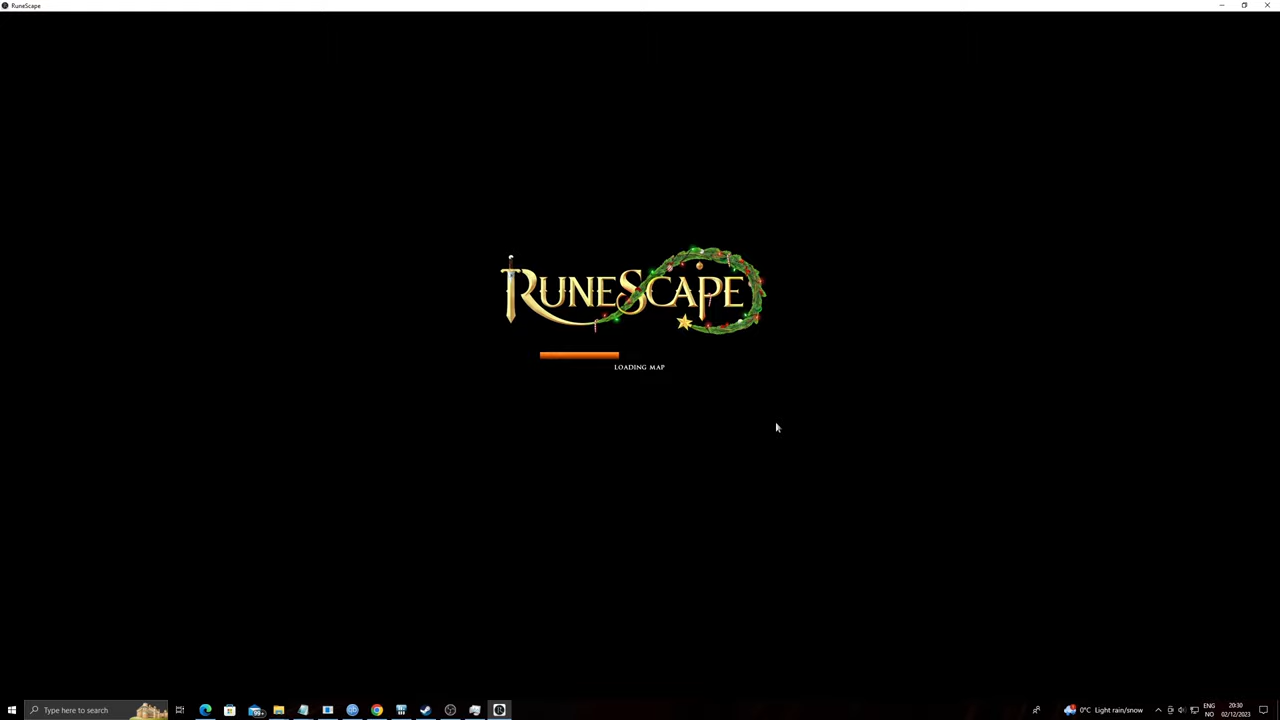 RuneScape
RUNESCAPE
LOADING MAP
Type here to search
99+
0°C Light rain/snow
ENG
NO
20:30
02/12/2023